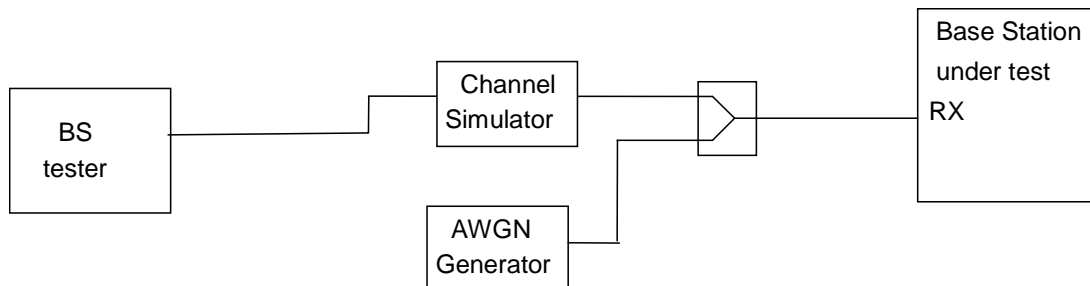 BS
tester
Channel
Simulator
AWGN
Generator
Base Station
under test
RX